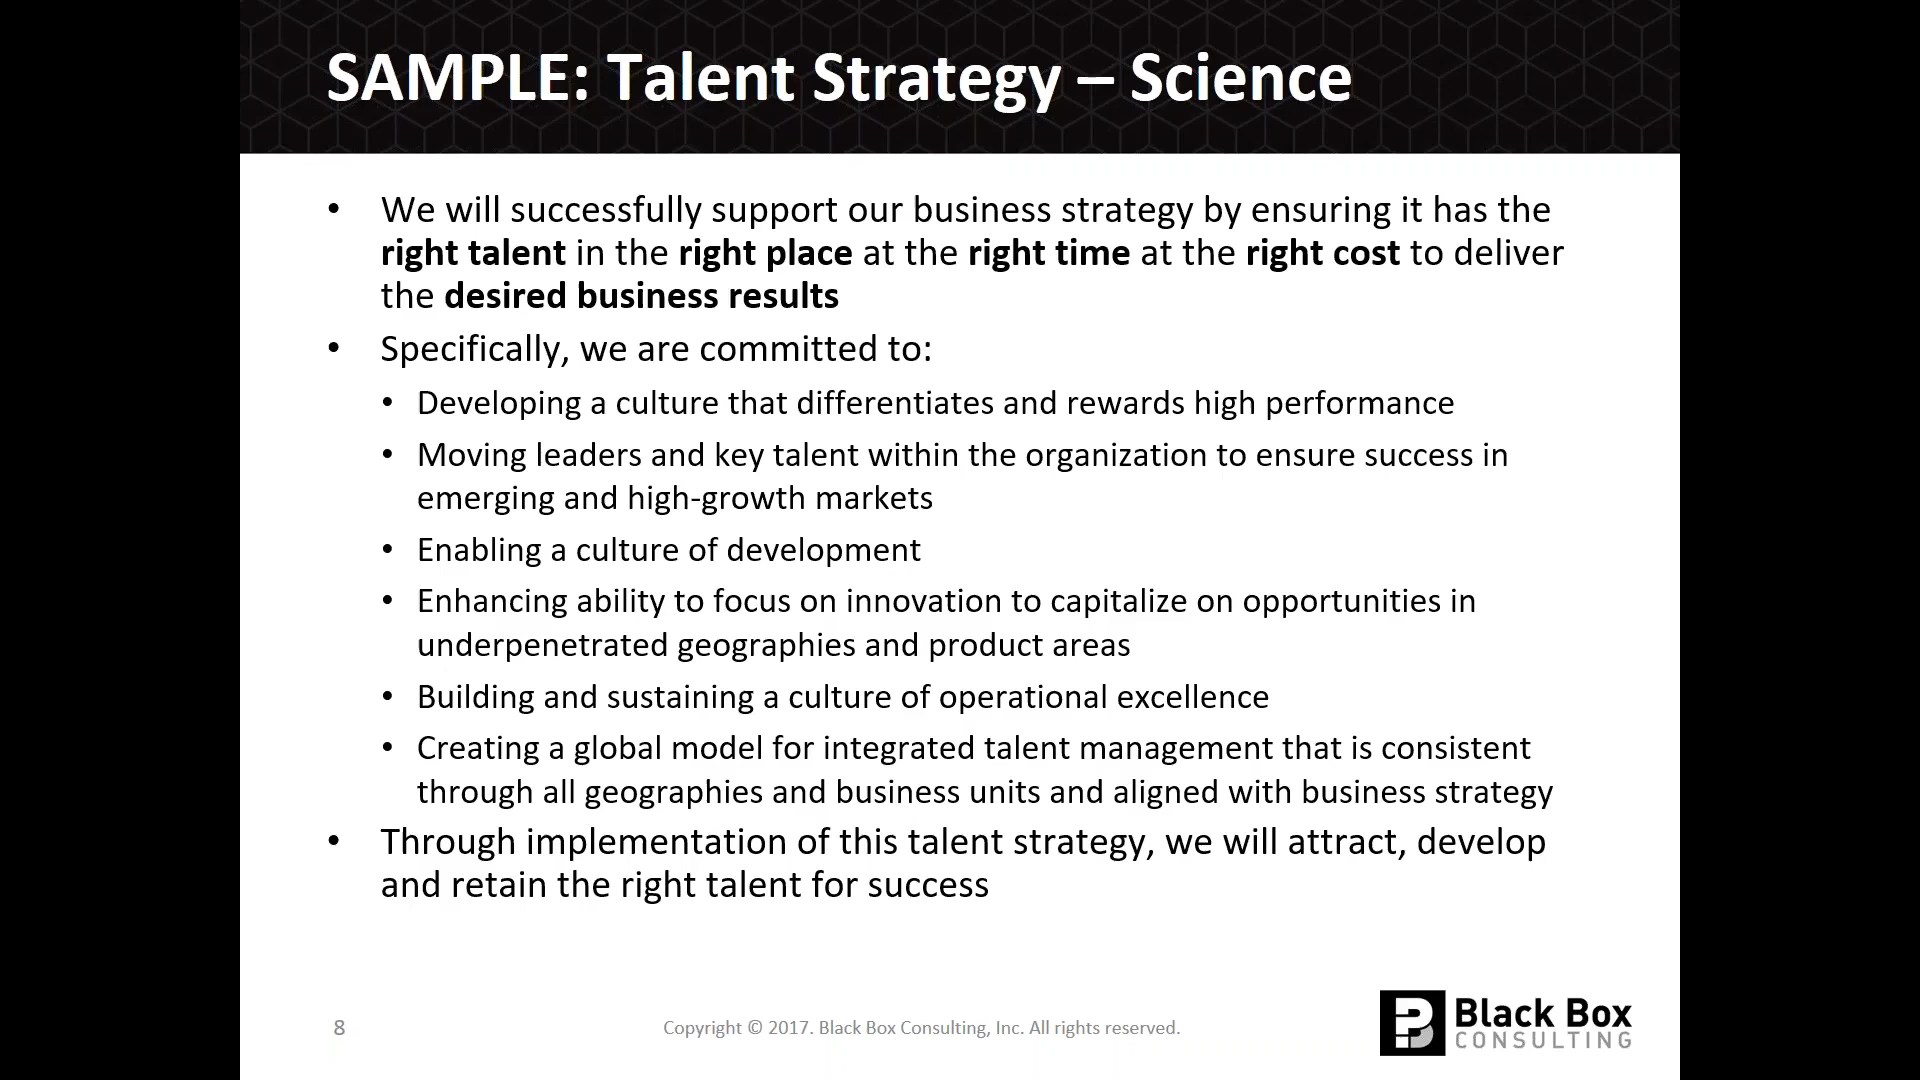 SAMPLE: Talent Strategy – Science
• We will successfully support our business strategy by ensuring it has the
right talent in the right place at the right time at the right cost to deliver
the desired business results
• Specifically, we are committed to:
• Developing a culture that differentiates and rewards high performance
• Moving leaders and key talent within the organization to ensure success in
emerging and high-growth markets
• Enabling a culture of development
• Enhancing ability to focus on innovation to capitalize on opportunities in
underpenetrated geographies and product areas
• Building and sustaining a culture of operational excellence
• Creating a global model for integrated talent management that is consistent
through all geographies and business units and aligned with business strategy
• Through implementation of this talent strategy, we will attract, develop
and retain the right talent for success
8
Copyright © 2017. Black Box Consulting, Inc. All rights reserved.
Black Box
CONSULTING